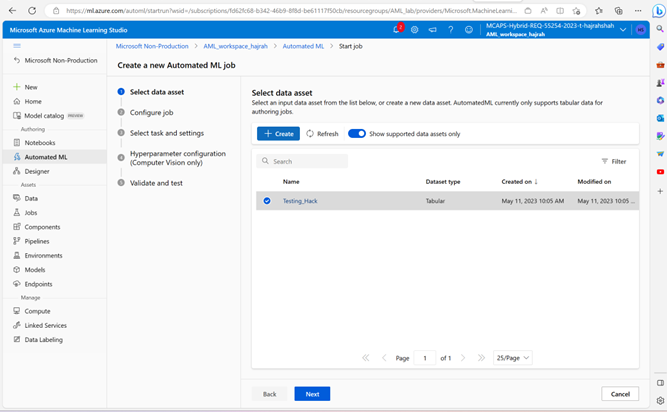 https://ml.azure.com/automl/startrun?wsid=/subscriptions/fd62fc68-b342-46b9-8f8d-be61117f50cb/resourcegroups/AML_lab/providers/Microsoft.MachineLearni...
Microsoft Azure Machine Learning Studio
2
MCAPS-Hybrid-REQ-55254-2023-t-hajrahshah
AML_workspace_hajrah
HS
Microsoft Non-Production > AML_workspace_hajrah > Automated ML > Start job
Microsoft Non-Production
Create a new Automated ML job
New
Home
Model catalog PREVIEW
Authoring
Notebooks
Automated ML
Designer
Assets
Data
Jobs
Components
Pipelines
Environments
Models
Endpoints
Manage
Compute
Linked Services
Data Labeling
1 Select data asset
2 Configure job
3 Select task and settings
4 Hyperparameter configuration
(Computer Vision only)
5 Validate and test
Select data asset
Select an input data asset from the list below, or create a new data asset. AutomatedML currently only supports tabular data for
authoring jobs.
+ Create Refresh Show supported data assets only
Search Filter
Name Dataset type Created on ↓ Modified on
Testing_Hack Tabular May 11, 2023 10:05 AM May 11, 2023 10:05 ...
Page 1 of 1 25/Page
Back Next Cancel